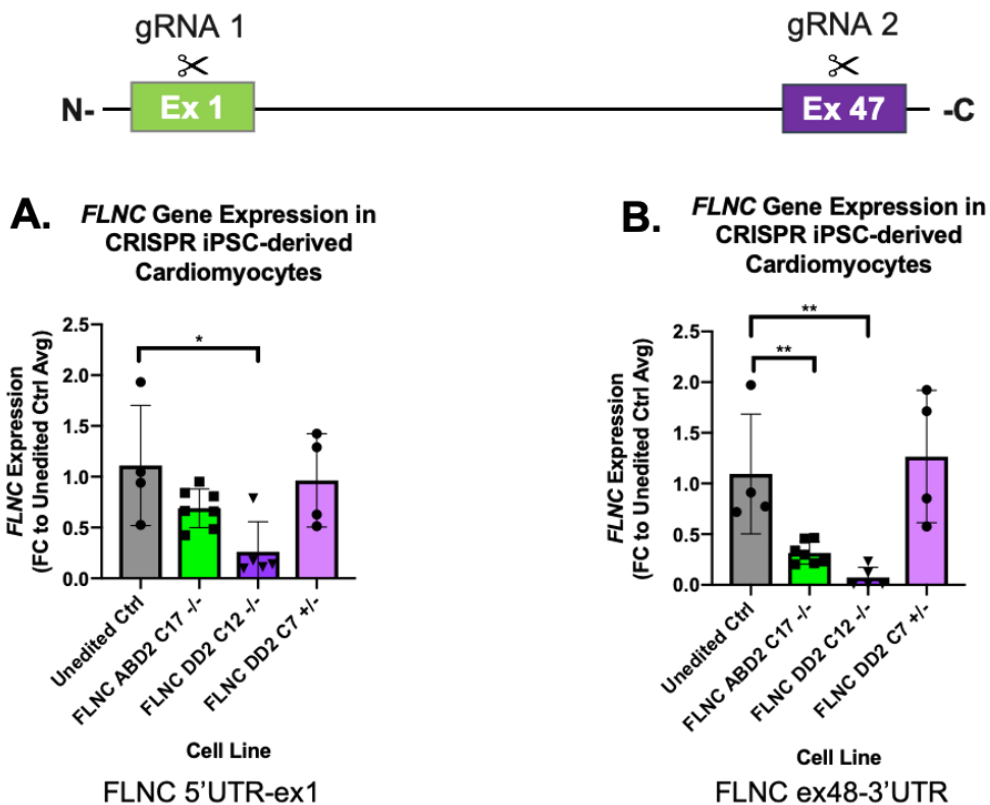 gRNA 1
gRNA 2
N-
Ex 1
Ex 47
-C
A.
FLNC Gene Expression in
CRISPR iPSC-derived
Cardiomyocytes
FLNC Expression
(FC to Unedited Ctrl Avg)
2.5
2.0
1.5
1.0
0.5
0.0
*
Unedited Ctrl
FLNC ABD2 C17 -/-
FLNC DD2 C12 -/-
FLNC DD2 C7 +/-
Cell Line
FLNC 5'UTR-ex1
B.
FLNC Gene Expression in
CRISPR iPSC-derived
Cardiomyocytes
FLNC Expression
(FC to Unedited Ctrl Avg)
2.5
2.0
1.5
1.0
0.5
0.0
**
**
Unedited Ctrl
FLNC ABD2 C17 -/-
FLNC DD2 C12 -/-
FLNC DD2 C7 +/-
Cell Line
FLNC ex48-3'UTR